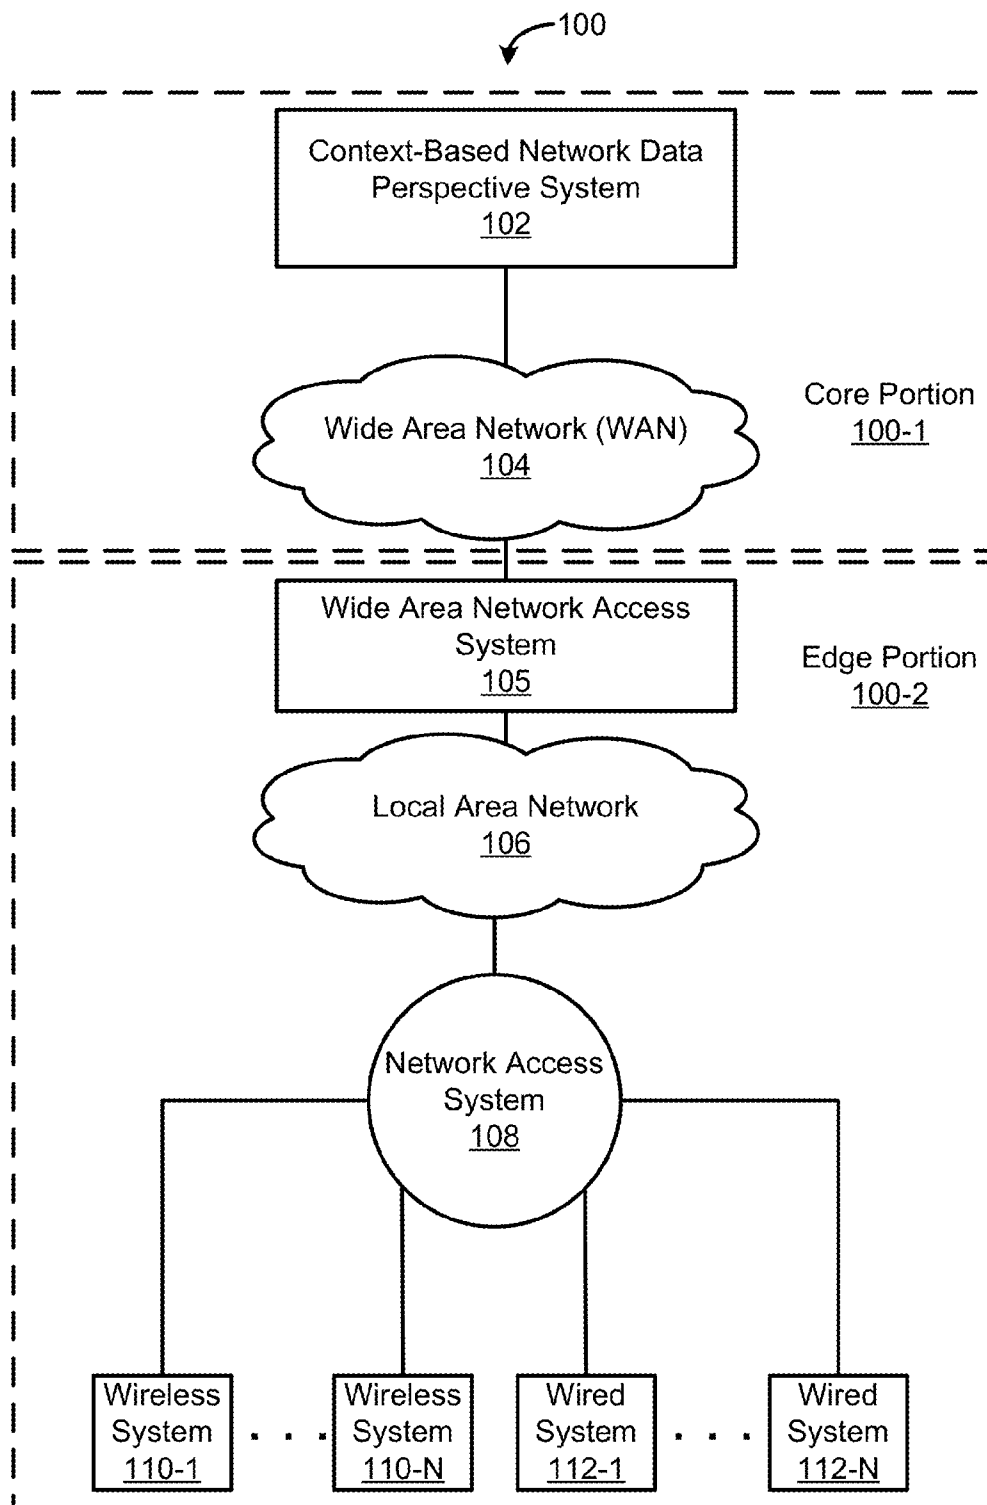 100
Context-Based Network Data
Perspective System
102
Wide Area Network (WAN)
104
Core Portion
100-1
Wide Area Network Access
System
105
Edge Portion
100-2
Local Area Network
106
Network Access
System
108
Wireless
System
110-1
. . .
Wireless
System
110-N
Wired
System
112-1
. . .
Wired
System
112-N